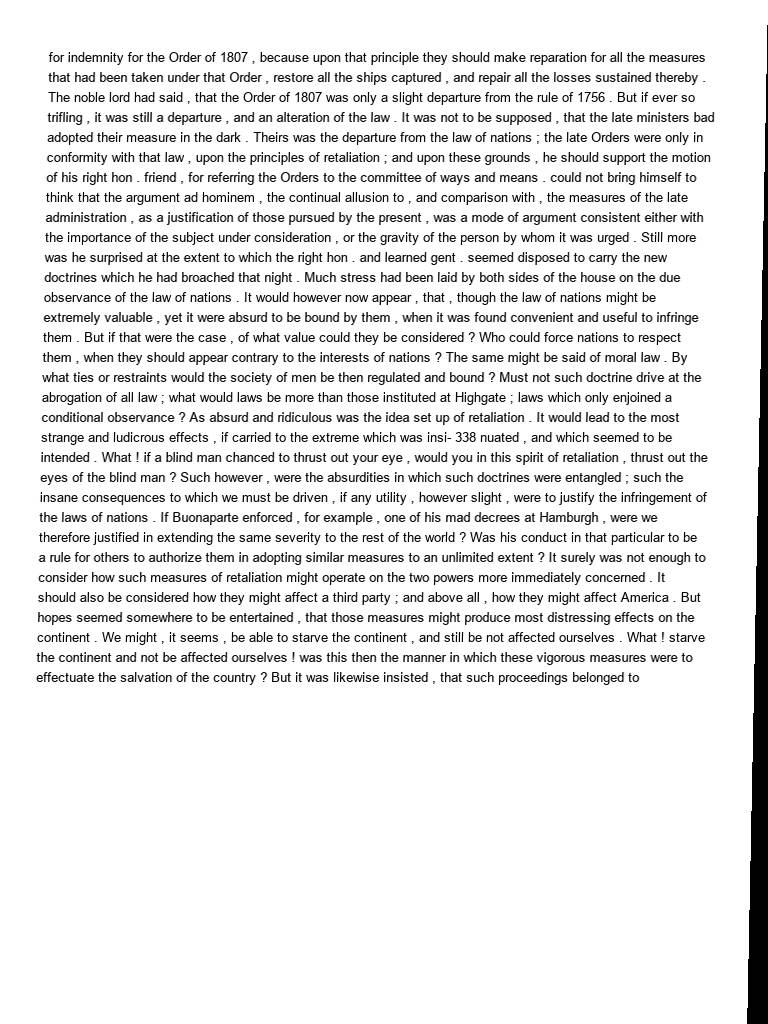 for indemnity for the Order of 1807 , because upon that principle they should make reparation for all the measures
that had been taken under that Order , restore all the ships captured , and repair all the losses sustained thereby .
The noble lord had said , that the Order of 1807 was only a slight departure from the rule of 1756 . But if ever so
trifling , it was still a departure , and an alteration of the law . It was not to be supposed , that the late ministers bad
adopted their measure in the dark . Theirs was the departure from the law of nations ; the late Orders were only in
conformity with that law , upon the principles of retaliation ; and upon these grounds , he should support the motion
of his right hon . friend , for referring the Orders to the committee of ways and means . could not bring himself to
think that the argument ad hominem , the continual allusion to , and comparison with , the measures of the late
administration , as a justification of those pursued by the present , was a mode of argument consistent either with
the importance of the subject under consideration , or the gravity of the person by whom it was urged . Still more
was he surprised at the extent to which the right hon . and learned gent . seemed disposed to carry the new
doctrines which he had broached that night . Much stress had been laid by both sides of the house on the due
observance of the law of nations . It would however now appear , that , though the law of nations might be
extremely valuable , yet it were absurd to be bound by them , when it was found convenient and useful to infringe
them . But if that were the case , of what value could they be considered ? Who could force nations to respect
them , when they should appear contrary to the interests of nations ? The same might be said of moral law . By
what ties or restraints would the society of men be then regulated and bound ? Must not such doctrine drive at the
abrogation of all law ; what would laws be more than those instituted at Highgate ; laws which only enjoined a
conditional observance ? As absurd and ridiculous was the idea set up of retaliation . It would lead to the most
strange and ludicrous effects , if carried to the extreme which was insi- 338 nuated , and which seemed to be
intended . What ! if a blind man chanced to thrust out your eye , would you in this spirit of retaliation , thrust out the
eyes of the blind man ? Such however , were the absurdities in which such doctrines were entangled ; such the
insane consequences to which we must be driven , if any utility , however slight , were to justify the infringement of
the laws of nations . If Buonaparte enforced , for example , one of his mad decrees at Hamburgh , were we
therefore justified in extending the same severity to the rest of the world ? Was his conduct in that particular to be
a rule for others to authorize them in adopting similar measures to an unlimited extent ? It surely was not enough to
consider how such measures of retaliation might operate on the two powers more immediately concerned . It
should also be considered how they might affect a third party ; and above all , how they might affect America . But
hopes seemed somewhere to be entertained , that those measures might produce most distressing effects on the
continent . We might , it seems , be able to starve the continent , and still be not affected ourselves . What ! starve
the continent and not be affected ourselves ! was this then the manner in which these vigorous measures were to
effectuate the salvation of the country ? But it was likewise insisted , that such proceedings belonged to